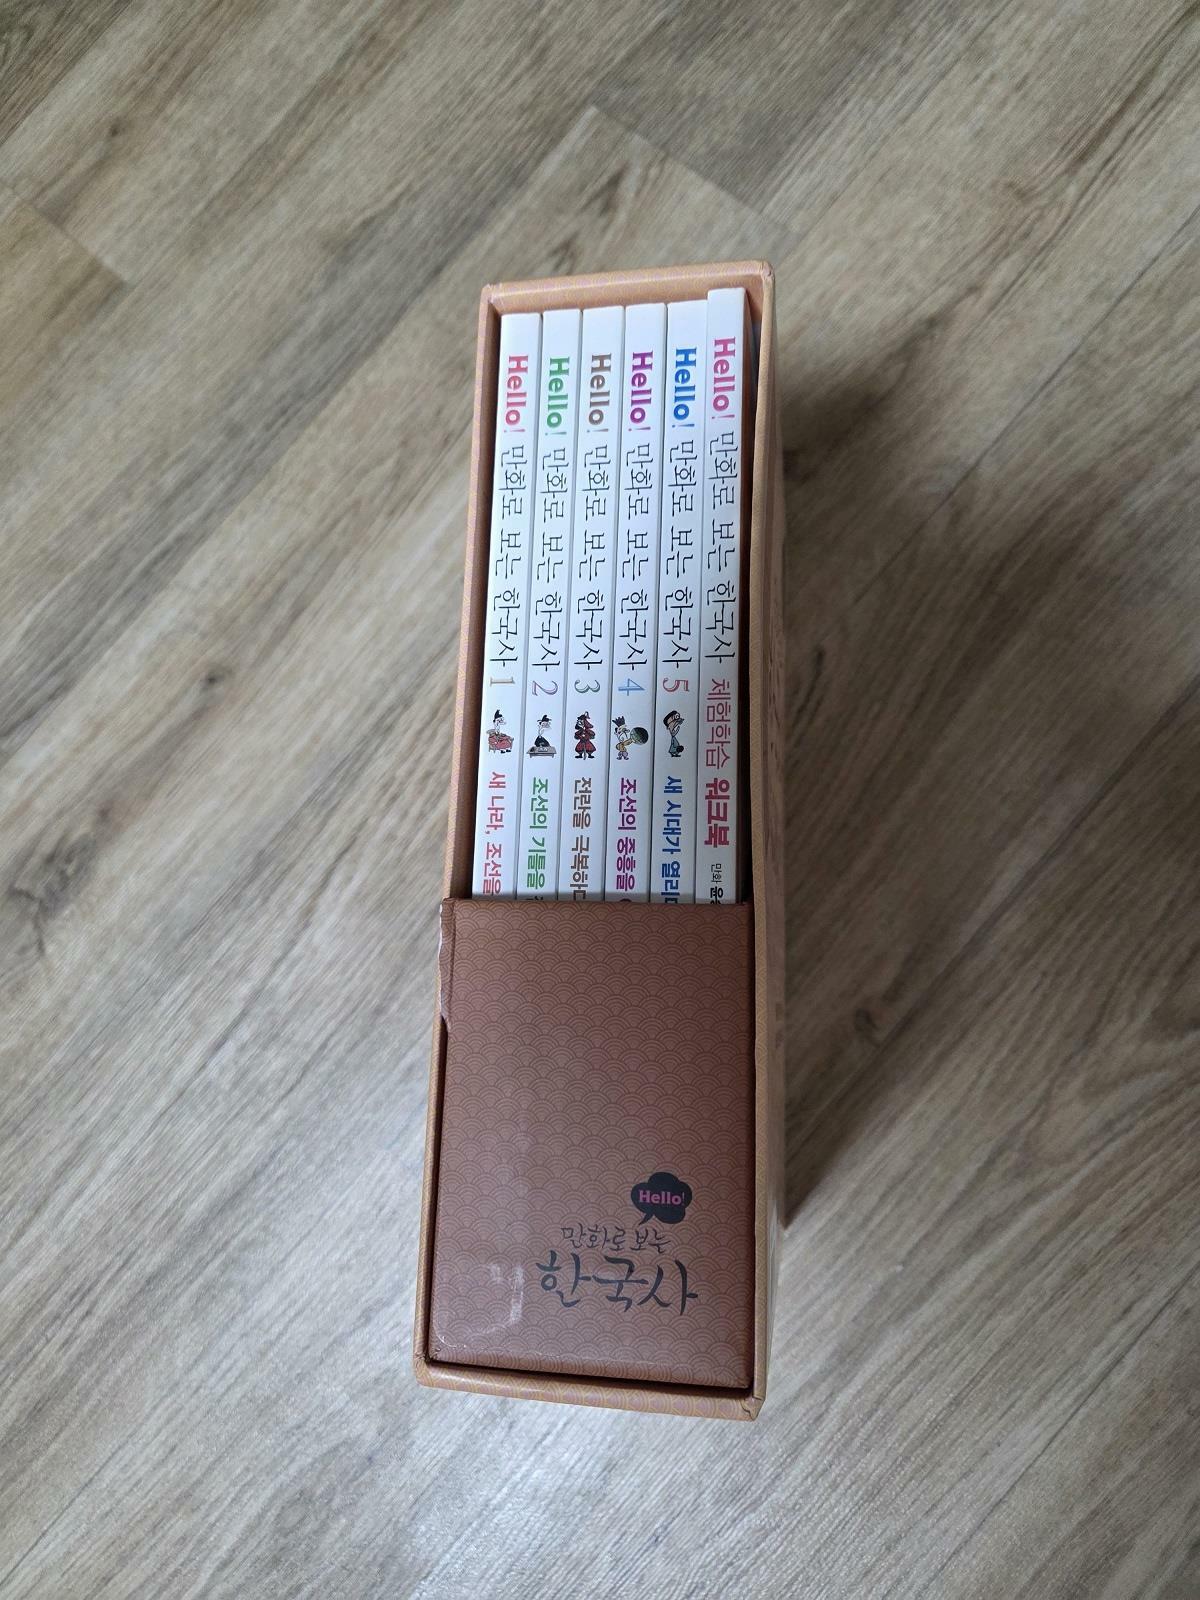 Hello! 만화로 보는 한국사 1 새 나라, 조선을
Hello! 만화로 보는 한국사 2 조선의 기틀을
Hello! 만화로 보는 한국사 3 전란을 극복하다
Hello! 만화로 보는 한국사 4 조선의 중흥을
Hello! 만화로 보는 한국사 5 새 시대가 열리다
Hello! 만화로 보는 한국사 체험학습 워크북 만화
Hello!
만화로 보는
한국사